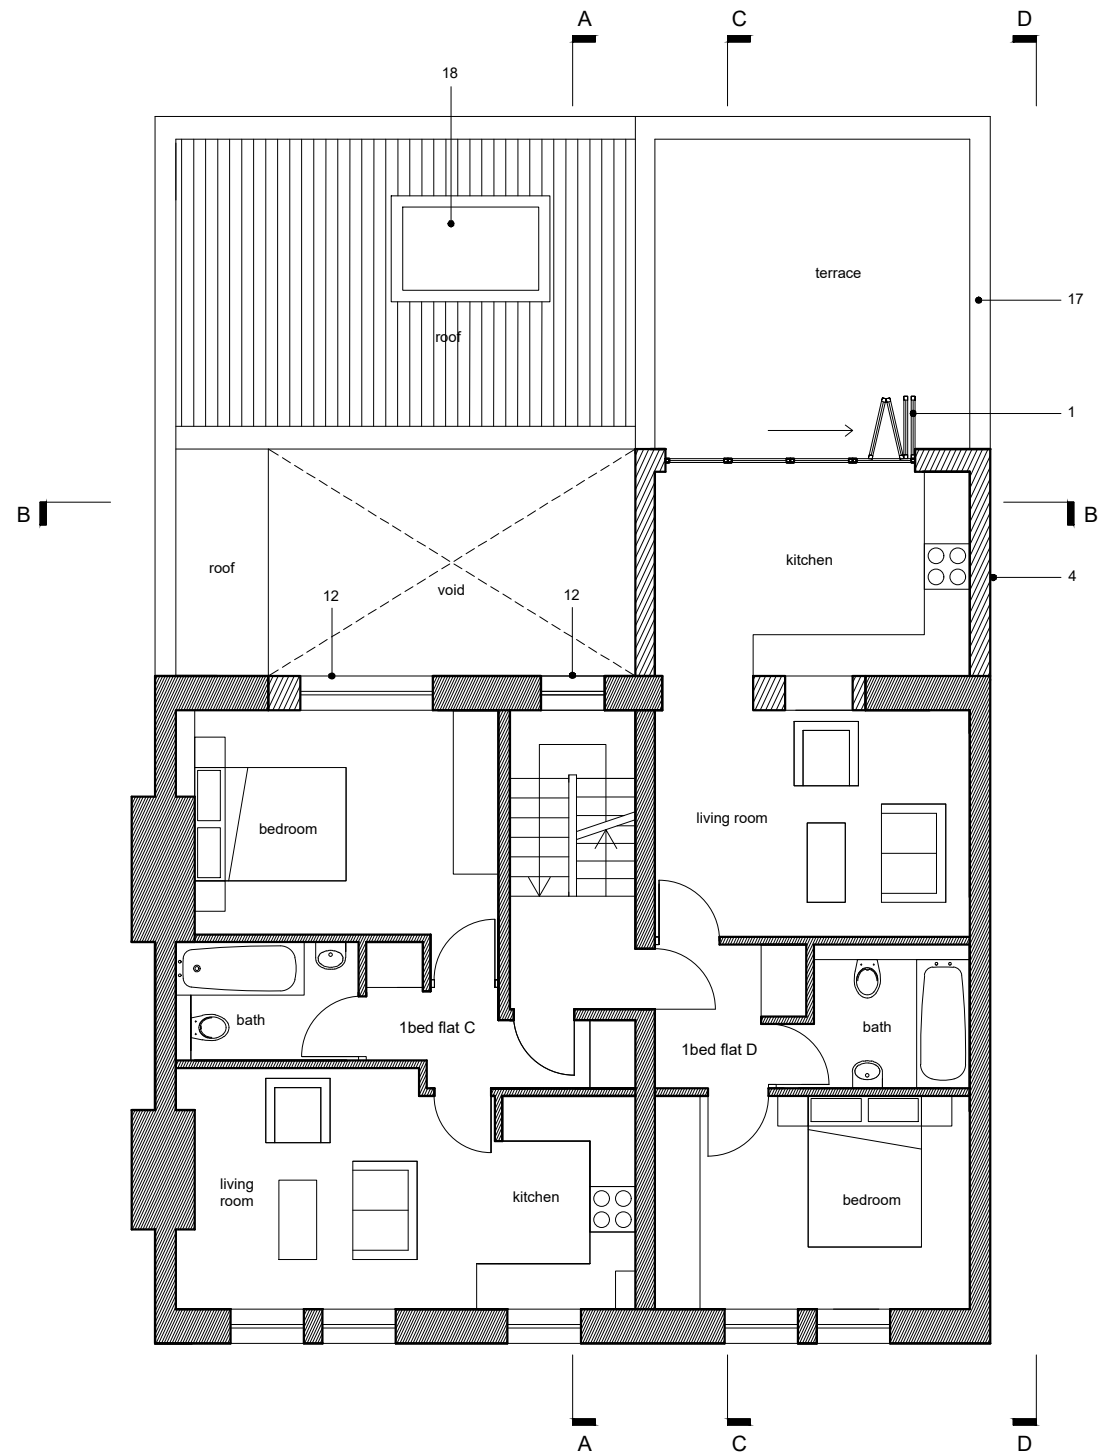 A
C
D
18
terrace
17
roof
1
B
B
kitchen
roof
4
void
12
12
living room
bedroom
bath
1bed flat C
bath
1bed flat D
living
room
kitchen
bedroom
A
C
D